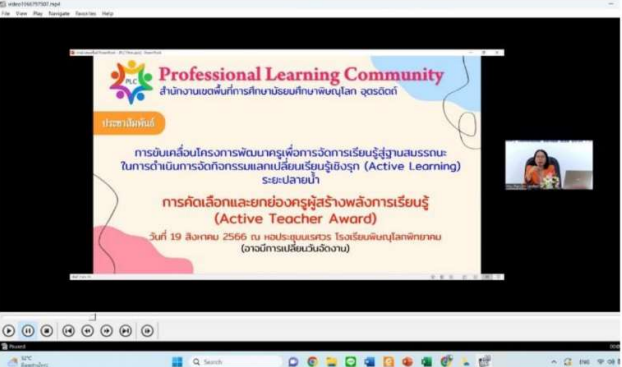 video1168797881.mp4
File View Play Navigate Favorites Help
PLC
Professional Learning Community
สำนักงานเขตพื้นที่การศึกษามัธยมศึกษาพิษณุโลก อุตรดิตถ์
ประชาสัมพันธ์
การขับเคลื่อนโครงการพัฒนาครูเพื่อการจัดการเรียนรู้สู่ฐานสมรรถนะ
ในการดำเนินการจัดกิจกรรมแลกเปลี่ยนเรียนรู้เชิงรุก (Active Learning)
ระยะปลายน้ำ
การคัดเลือกและยกย่องครูผู้สร้างพลังการเรียนรู้
(Active Teacher Award)
วันที่ 19 สิงหาคม 2566 ณ หอประชุมนเรศวร โรงเรียนพิษณุโลกพิทยาคม
(อาจมีการเปลี่ยนวันจัดงาน)
Paused
32°C
Search
ENG